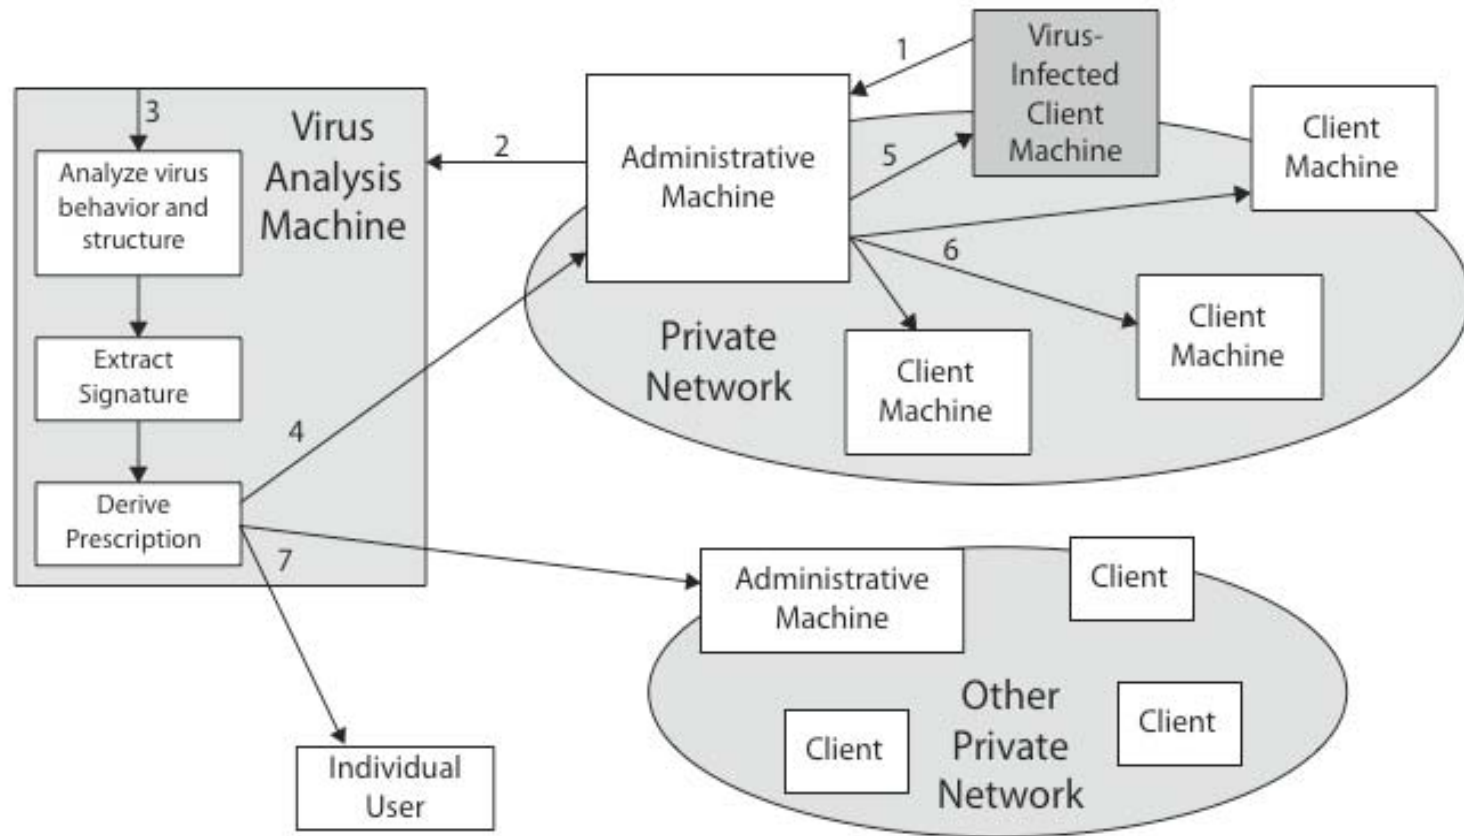 3
Virus
Analysis
Machine
Analyze virus
behavior and
structure
Extract
Signature
Derive
Prescription
1
2
4
5
6
7
Administrative
Machine
Virus-
Infected
Client
Machine
Client
Machine
Client
Machine
Client
Machine
Private
Network
Administrative
Machine
Client
Client
Client
Other
Private
Network
Individual
User